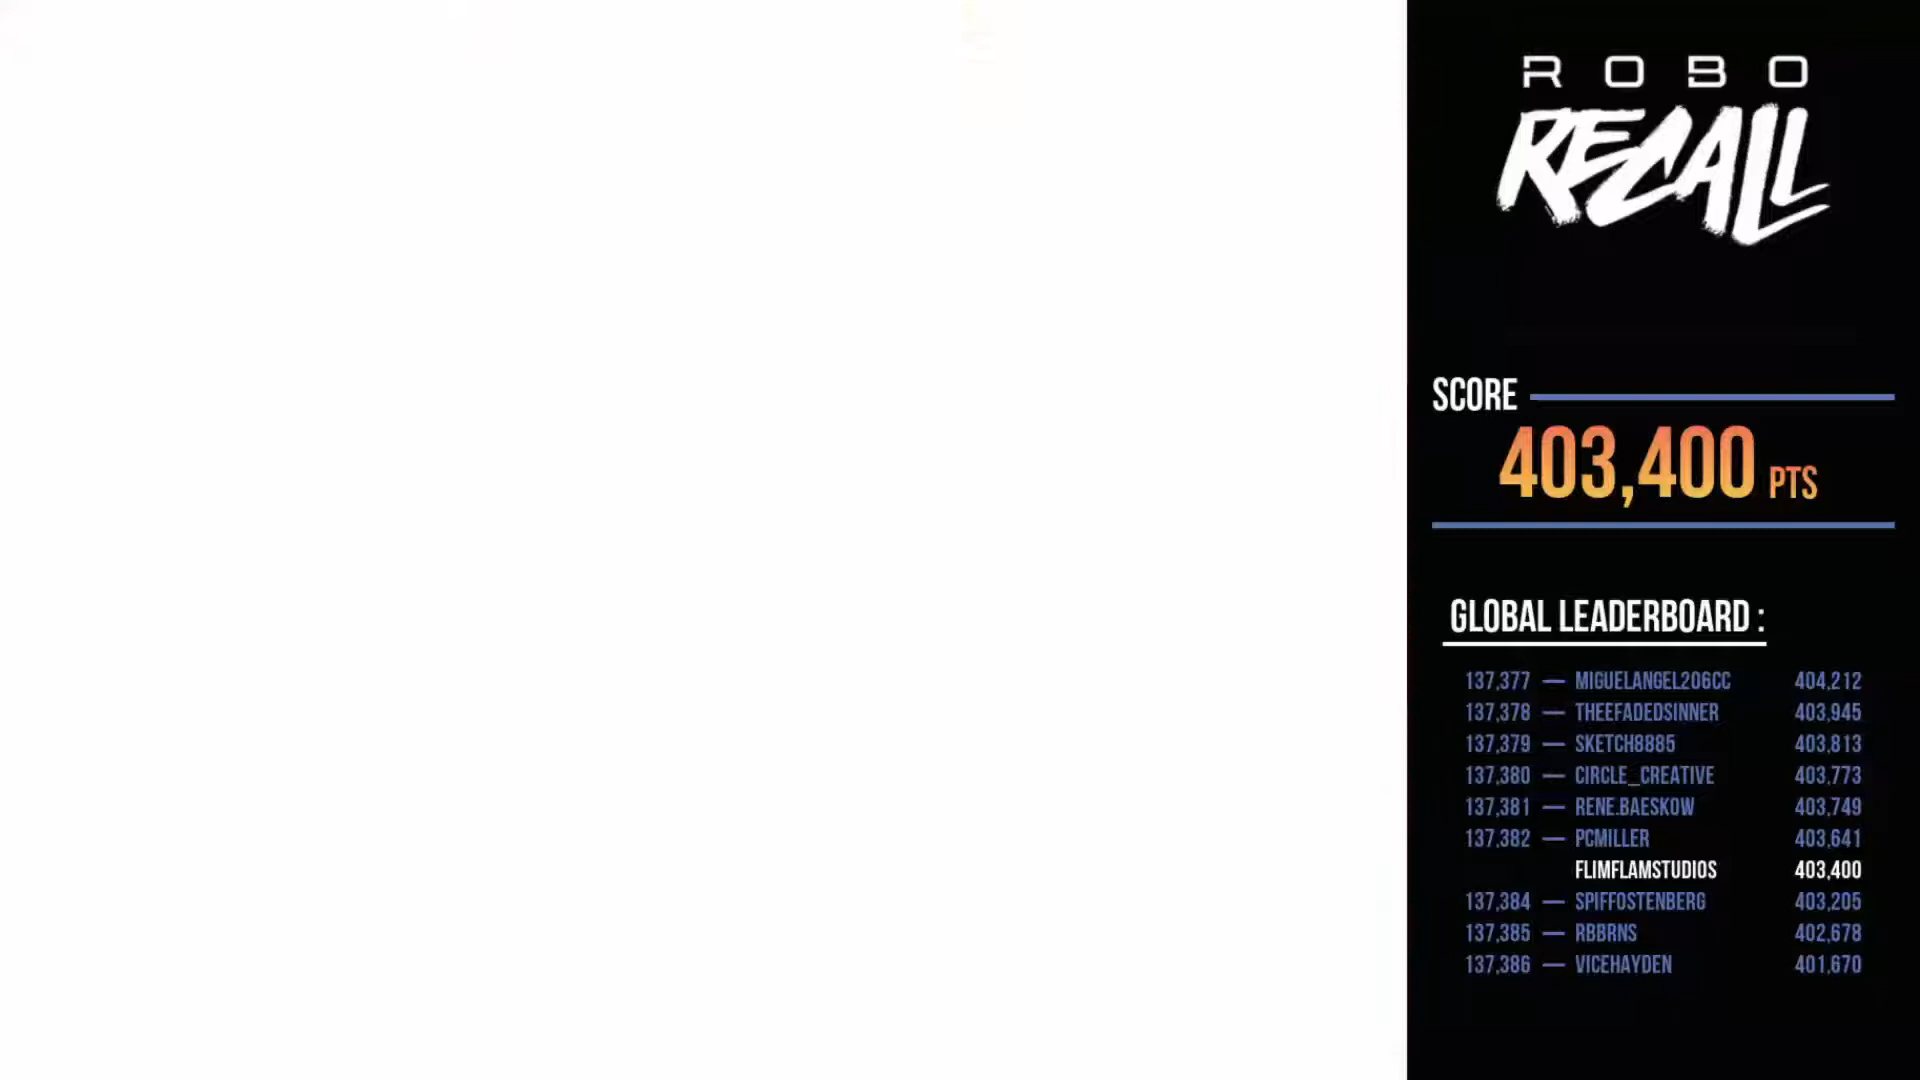 ROBO
RECALL
SCORE
403,400 PTS
GLOBAL LEADERBOARD :
137,377 — MIGUELANGEL206CC 404,212
137,378 — THEEFADEDSINNER 403,945
137,379 — SKETCH8885 403,813
137,380 — CIRCLE_CREATIVE 403,773
137,381 — RENE.BAESKOW 403,749
137,382 — PCMILLER 403,641
FLIMFLAMSTUDIOS 403,400
137,384 — SPIFFOSTENBERG 403,205
137,385 — RBBRNS 402,678
137,386 — VICEHAYDEN 401,670